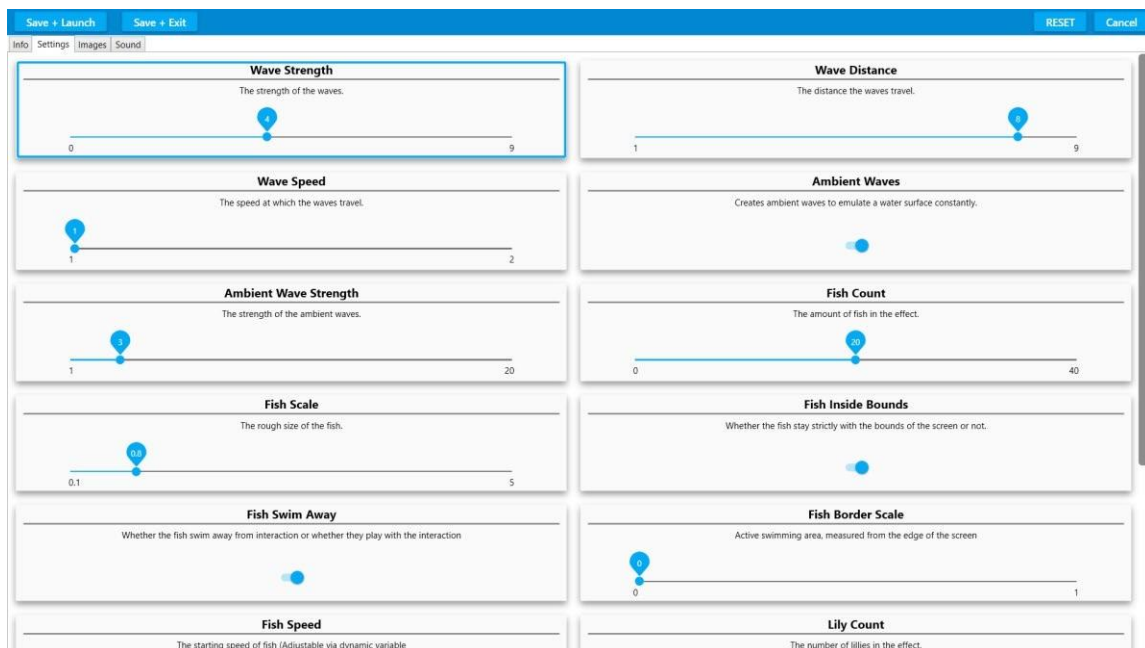 Save + Launch Save + Exit RESET Cancel
Info Settings Images Sound
Wave Strength
The strength of the waves.
4
0 9
Wave Distance
The distance the waves travel.
8
1 9
Wave Speed
The speed at which the waves travel.
1
1 2
Ambient Waves
Creates ambient waves to emulate a water surface constantly.
Ambient Wave Strength
The strength of the ambient waves.
3
1 20
Fish Count
The amount of fish in the effect.
20
0 40
Fish Scale
The rough size of the fish.
0.8
0.1 5
Fish Inside Bounds
Whether the fish stay strictly with the bounds of the screen or not.
Fish Swim Away
Whether the fish swim away from interaction or whether they play with the interaction
Fish Border Scale
Active swimming area, measured from the edge of the screen
0
0 1
Fish Speed
The starting speed of fish (Adjustable via dynamic variable
Lily Count
The number of lillies in the effect.